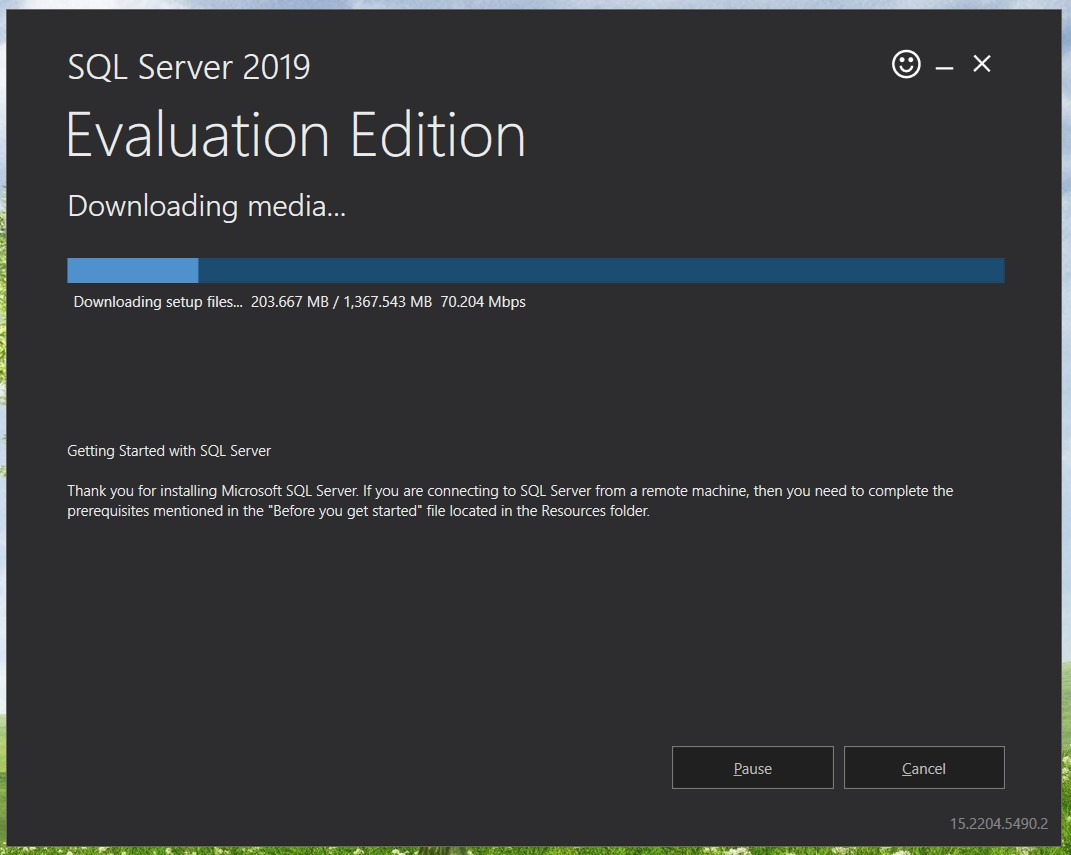 SQL Server 2019
Evaluation Edition
Downloading media...
Downloading setup files... 203.667 MB / 1,367.543 MB 70.204 Mbps
Getting Started with SQL Server
Thank you for installing Microsoft SQL Server. If you are connecting to SQL Server from a remote machine, then you need to complete the
prerequisites mentioned in the "Before you get started" file located in the Resources folder.
Pause Cancel
15.2204.5490.2